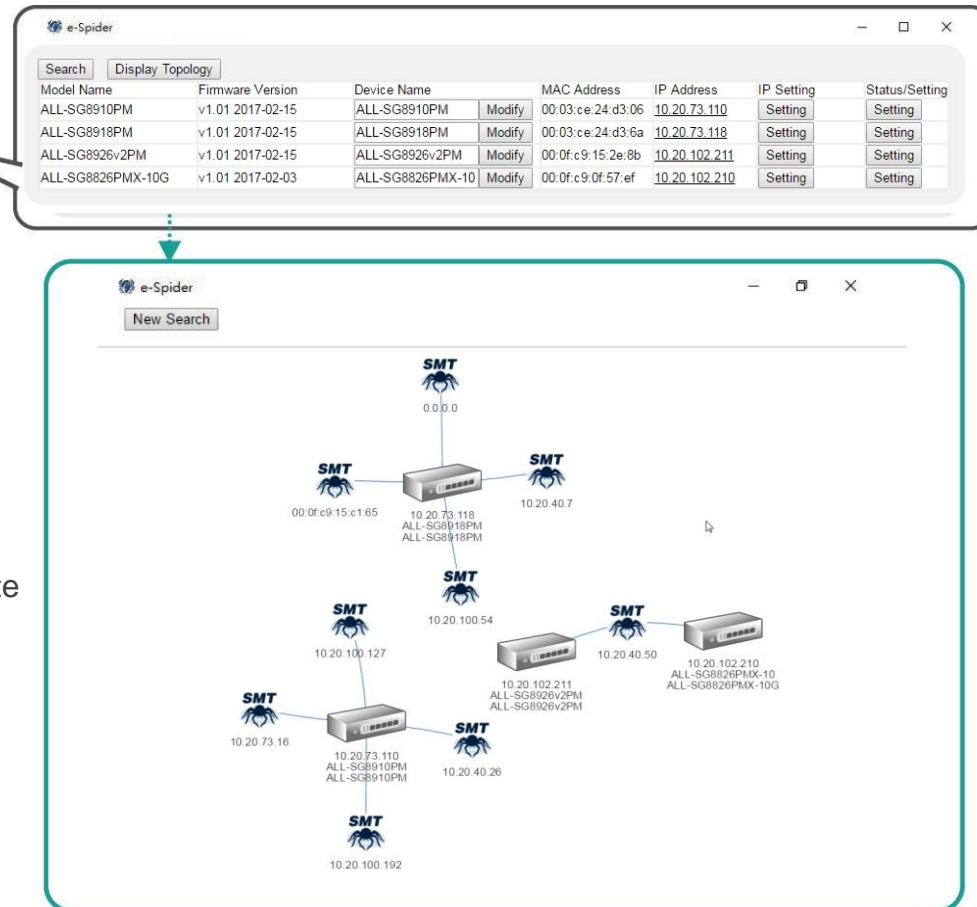 e-Spider
Search Display Topology
Model Name Firmware Version Device Name MAC Address IP Address IP Setting Status/Setting
ALL-SG8910PM v1.01 2017-02-15 ALL-SG8910PM Modify 00:03:ce:24:d3:06 10.20.73.110 Setting Setting
ALL-SG8918PM v1.01 2017-02-15 ALL-SG8918PM Modify 00:03:ce:24:d3:6a 10.20.73.118 Setting Setting
ALL-SG8926v2PM v1.01 2017-02-15 ALL-SG8926v2PM Modify 00:0f:c9:15:2e:8b 10.20.102.211 Setting Setting
ALL-SG8826PMX-10G v1.01 2017-02-03 ALL-SG8826PMX-10 Modify 00:0f:c9:0f:57:ef 10.20.102.210 Setting Setting
e-Spider
New Search
SMT
0.0.0.0
SMT
00:0f:c9:15:c1:65
10.20.73.118
ALL-SG8918PM
ALL-SG8918PM
SMT
10.20.40.7
SMT
10.20.100.54
te
SMT
10.20.100.127
10.20.102.211
ALL-SG8926v2PM
ALL-SG8926v2PM
SMT
10.20.40.50
10.20.102.210
ALL-SG8826PMX-10
ALL-SG8826PMX-10G
SMT
10.20.73.16
10.20.73.110
ALL-SG8910PM
ALL-SG8910PM
SMT
10.20.40.26
SMT
10.20.100.192